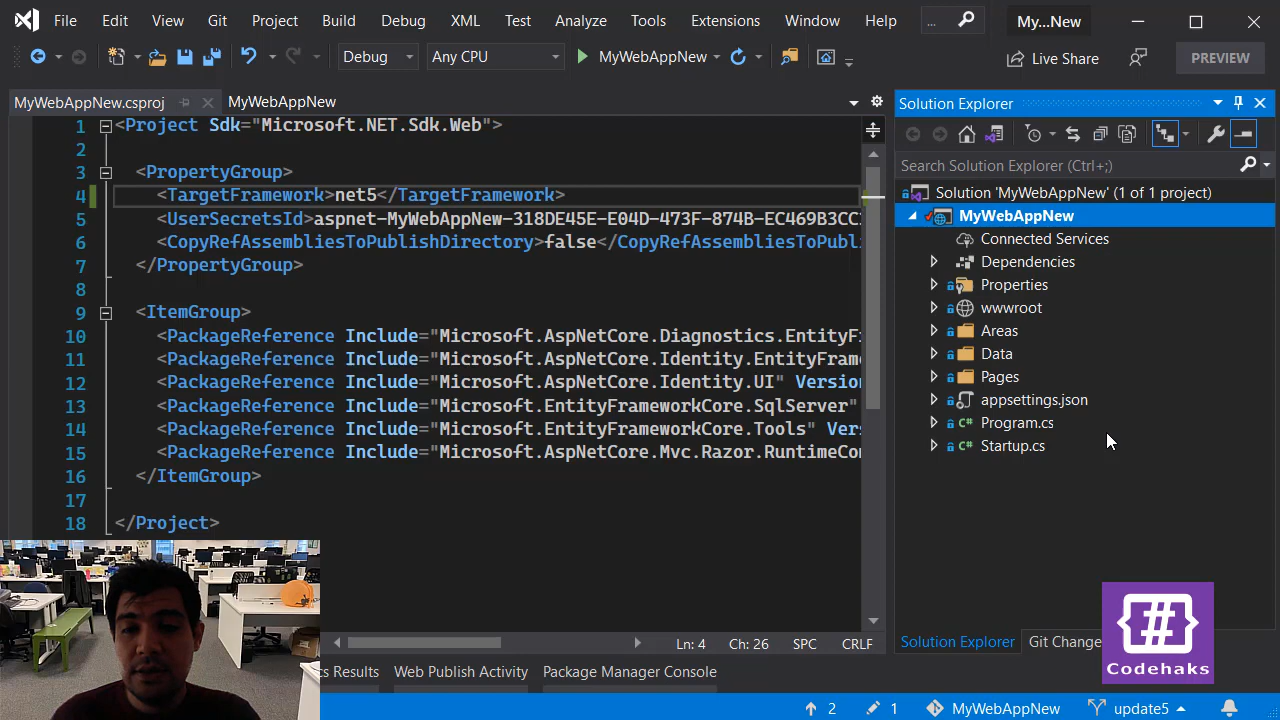 File Edit View Git Project Build Debug XML Test Analyze Tools Extensions Window Help ... My...New
Debug Any CPU MyWebAppNew Live Share PREVIEW
MyWebAppNew.csproj MyWebAppNew
1 <Project Sdk="Microsoft.NET.Sdk.Web">
2
3 <PropertyGroup>
4 <TargetFramework>net5</TargetFramework>
5 <UserSecretsId>aspnet-MyWebAppNew-318DE45E-E04D-473F-874B-EC469B3CC
6 <CopyRefAssembliesToPublishDirectory>false</CopyRefAssembliesToPubli
7 </PropertyGroup>
8
9 <ItemGroup>
10 <PackageReference Include="Microsoft.AspNetCore.Diagnostics.EntityF
11 <PackageReference Include="Microsoft.AspNetCore.Identity.EntityFrame
12 <PackageReference Include="Microsoft.AspNetCore.Identity.UI" Version
13 <PackageReference Include="Microsoft.EntityFrameworkCore.SqlServer"
14 <PackageReference Include="Microsoft.EntityFrameworkCore.Tools" Vers
15 <PackageReference Include="Microsoft.AspNetCore.Mvc.Razor.RuntimeCom
16 </ItemGroup>
17
18 </Project>
Ln: 4 Ch: 26 SPC CRLF
Solution Explorer
Search Solution Explorer (Ctrl+;)
Solution 'MyWebAppNew' (1 of 1 project)
MyWebAppNew
Connected Services
Dependencies
Properties
wwwroot
Areas
Data
Pages
appsettings.json
C# Program.cs
C# Startup.cs
Solution Explorer Git Change
{#}
Codehaks
s Results Web Publish Activity Package Manager Console
2 1 MyWebAppNew update5